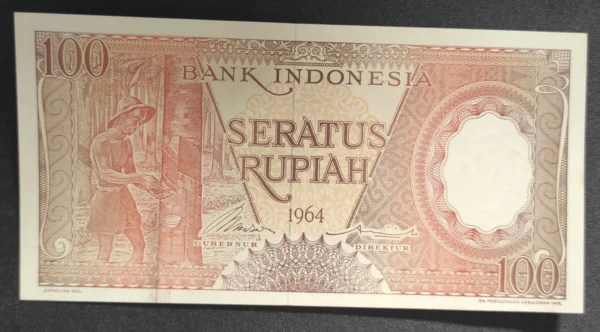 100
BANK INDONESIA
SERATUS
RUPIAH
1964
GUBERNUR
DIREKTUR
100